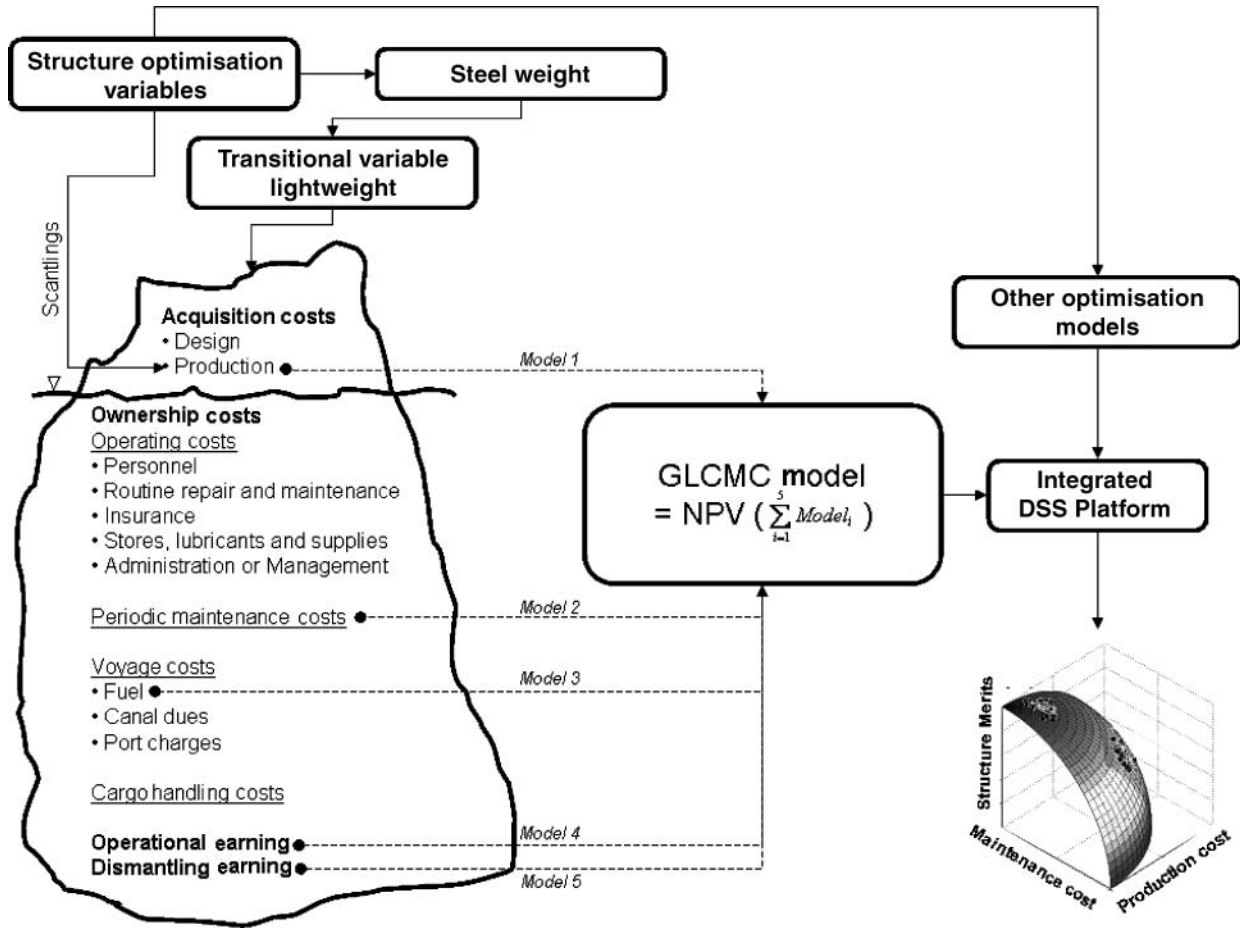 Structure optimisation
variables
Steel weight
Transitional variable
lightweight
Scantlings
Acquisition costs
• Design
• Production
Model 1
Ownership costs
Operating costs
• Personnel
• Routine repair and maintenance
• Insurance
• Stores, lubricants and supplies
• Administration or Management
Periodic maintenance costs
Model 2
Voyage costs
• Fuel
Model 3
• Canal dues
• Port charges
Cargo handling costs
Operational earning
Model 4
Dismantling earning
Model 5
GLCMC model
= NPV ( 5∑i=1 Modelᵢ )
Other optimisation
models
Integrated
DSS Platform
Structure Merits
Maintenance cost
Production cost